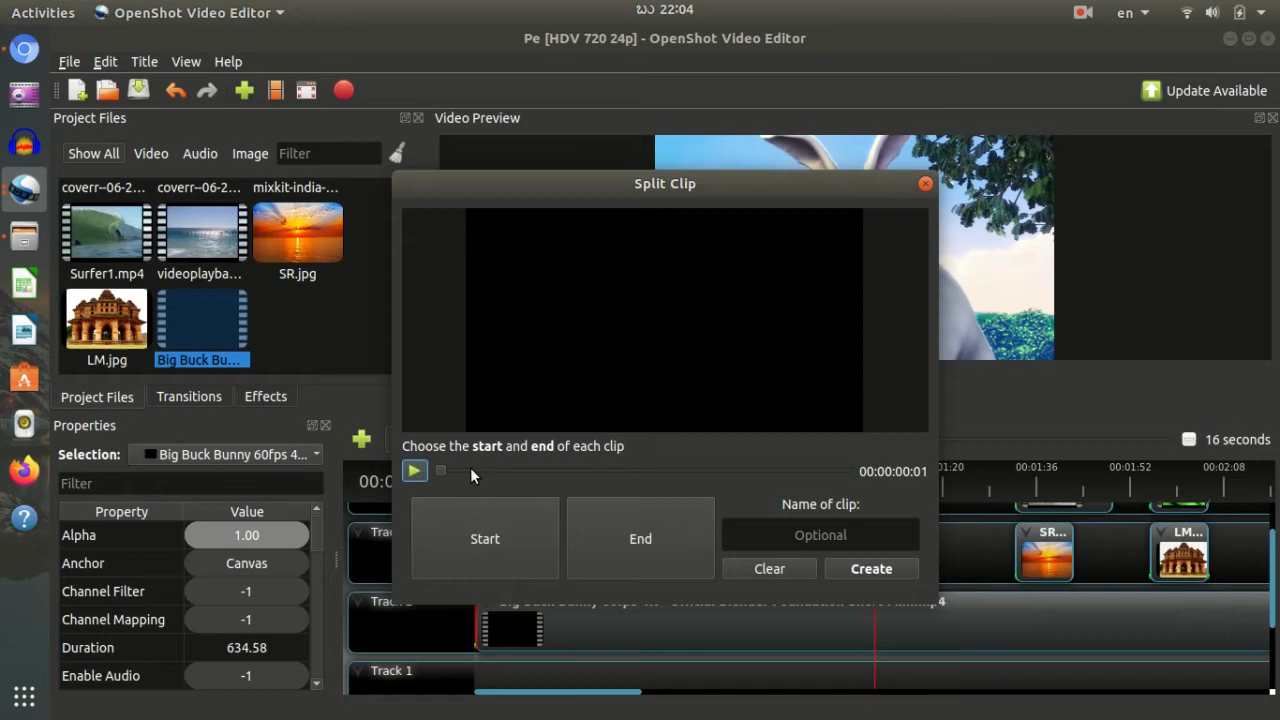 Activities OpenShot Video Editor 22:04 en
Pe [HDV 720 24p] - OpenShot Video Editor
File Edit Title View Help
Update Available
Project Files Video Preview
Show All Video Audio Image Filter
coverr--06-2... coverr--06-2... mixkit-india-...
Split Clip
Surfer1.mp4 videoplayba... SR.jpg
LM.jpg Big Buck Bu...
Project Files Transitions Effects
Properties
Choose the start and end of each clip
Selection: Big Buck Bunny 60fps 4... 16 seconds
00:00:00:01
Filter 00:01:36 00:01:52 00:02:08
Property Value
Name of clip:
Alpha 1.00 Start End Optional SR... LM...
Anchor Canvas Clear Create
Channel Filter -1
Channel Mapping -1
Duration 634.58
Enable Audio -1 Track 1